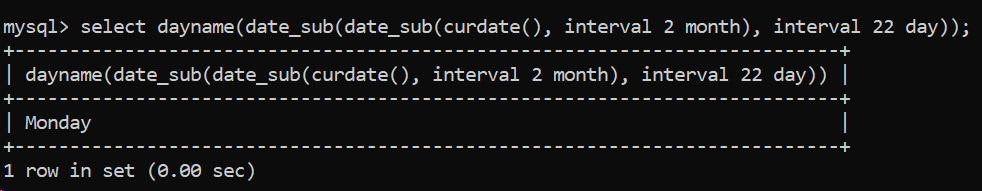 mysql> select dayname(date_sub(date_sub(curdate(), interval 2 month), interval 22 day));
+-------------------------------------------------------------------------+
| dayname(date_sub(date_sub(curdate(), interval 2 month), interval 22 day)) |
+-------------------------------------------------------------------------+
| Monday                                                                    |
+-------------------------------------------------------------------------+
1 row in set (0.00 sec)